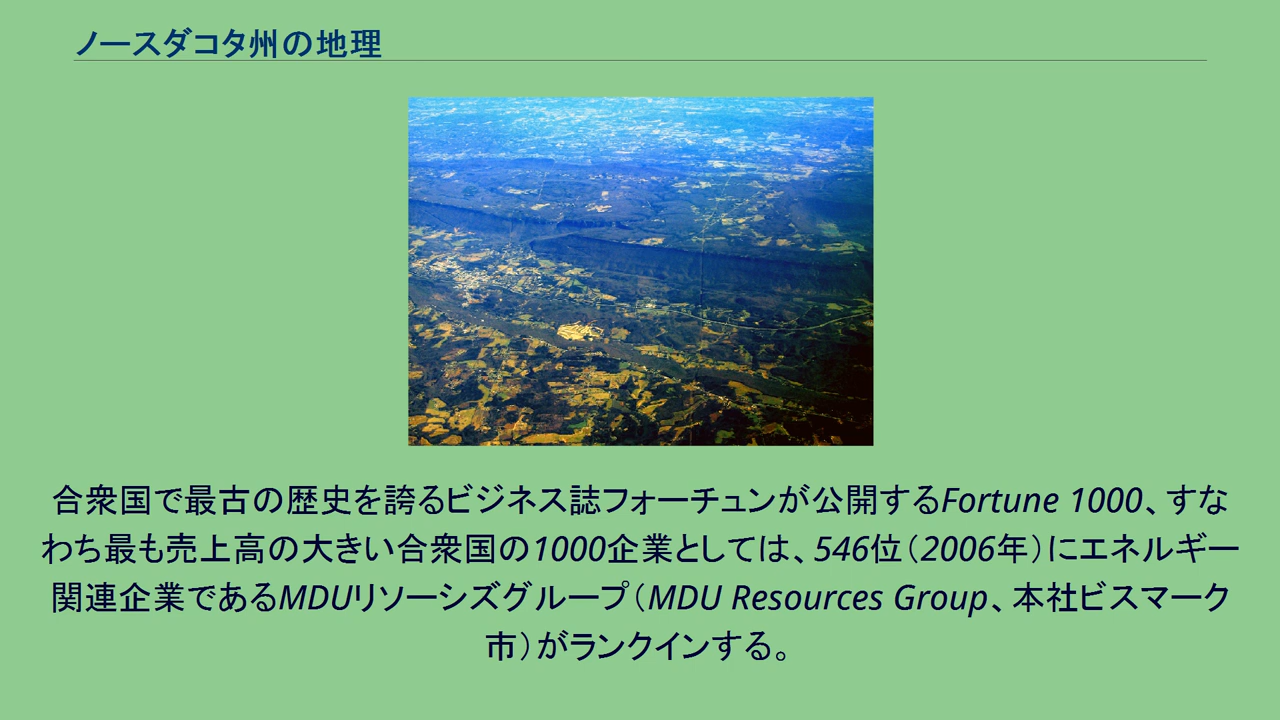 ノースダコタ州の地理
合衆国で最古の歴史を誇るビジネス誌フォーチュンが公開するFortune 1000、すな
わち最も売上高の大きい合衆国の1000企業としては、546位（2006年）にエネルギー
関連企業であるMDUリソーシズグループ（MDU Resources Group、本社ビスマーク
市）がランクインする。